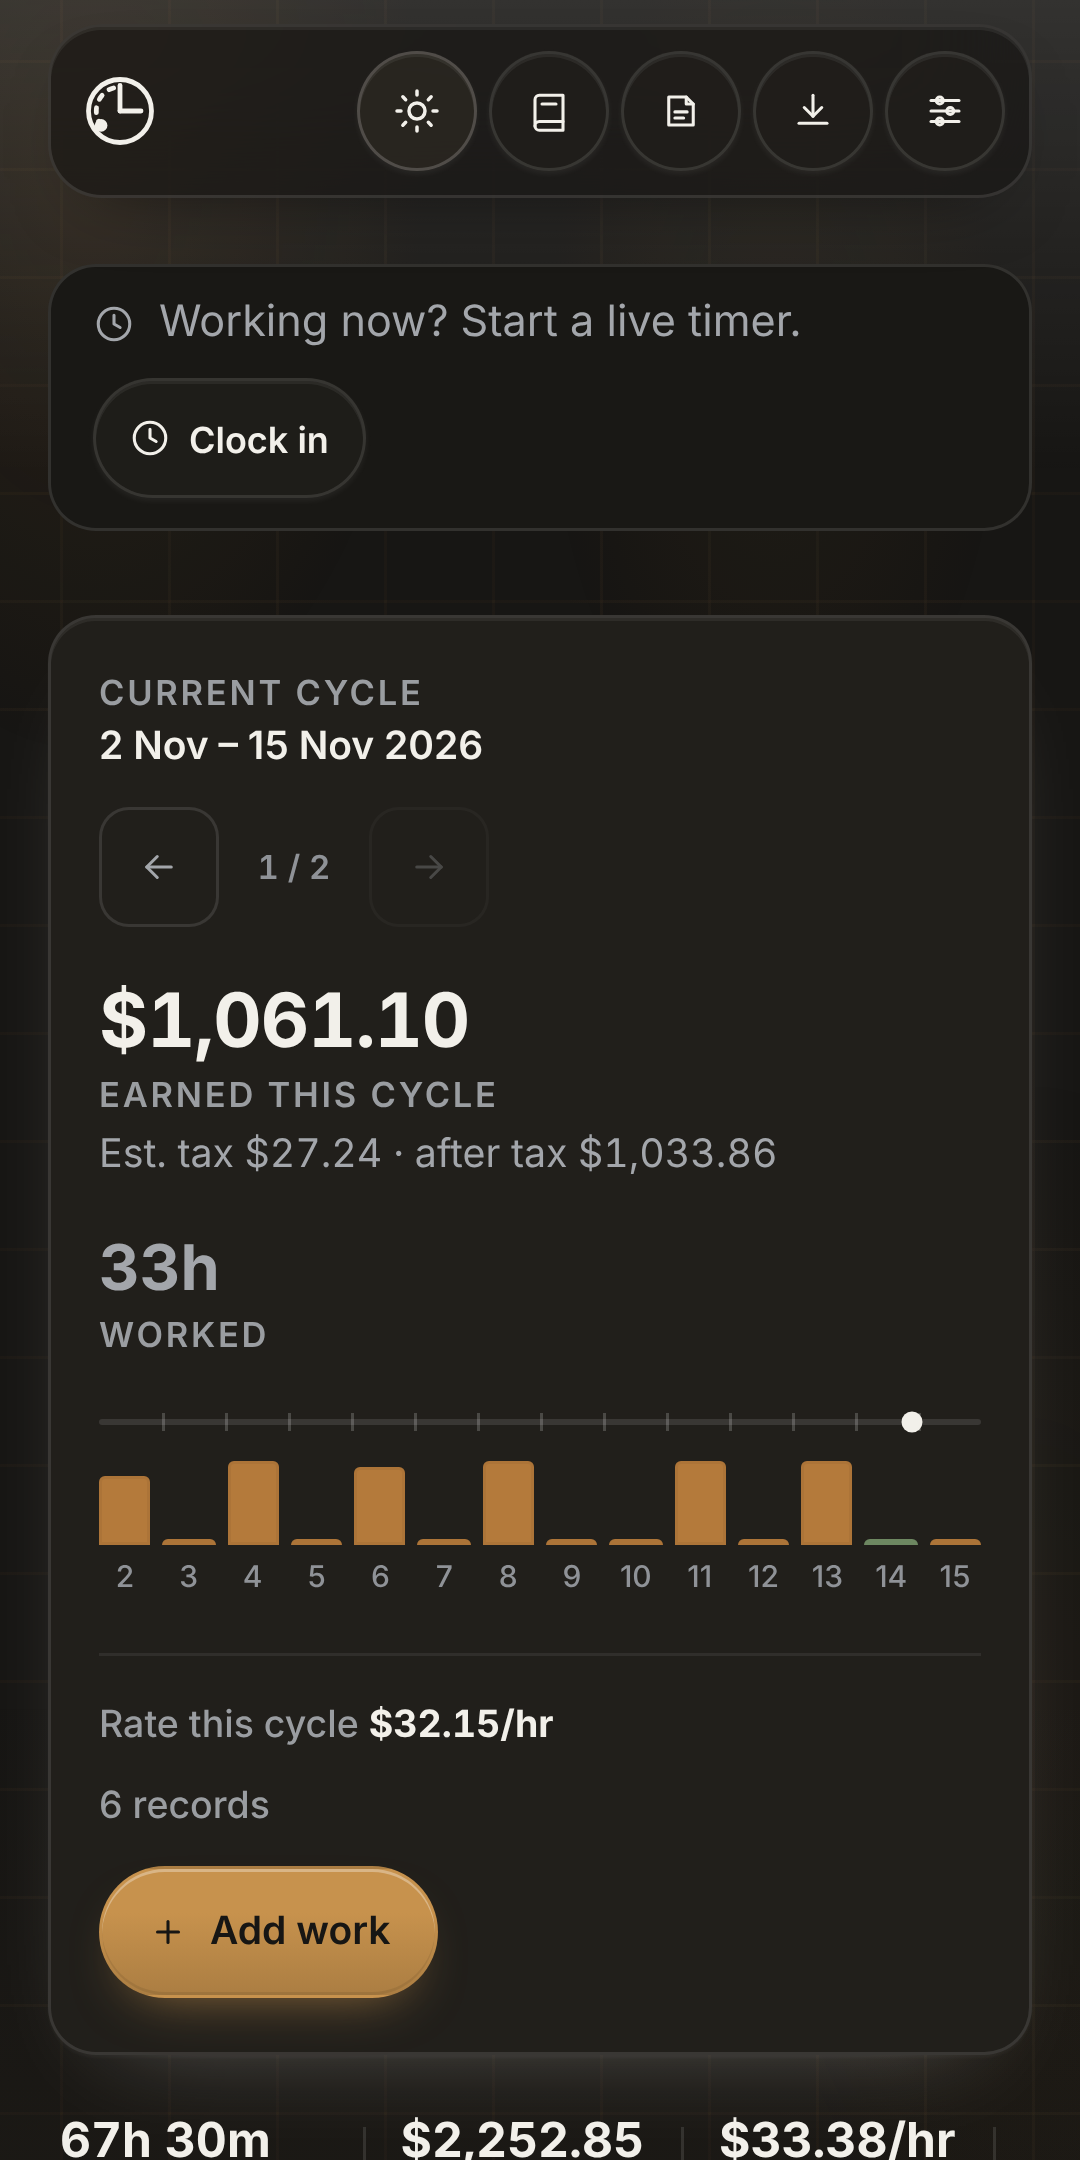 Working now? Start a live timer.
Clock in
CURRENT CYCLE
2 Nov – 15 Nov 2026
1 / 2
$1,061.10
EARNED THIS CYCLE
Est. tax $27.24 · after tax $1,033.86
33h
WORKED
2 3 4 5 6 7 8 9 10 11 12 13 14 15
Rate this cycle $32.15/hr
6 records
+ Add work
67h 30m $2,252.85 $33.38/hr